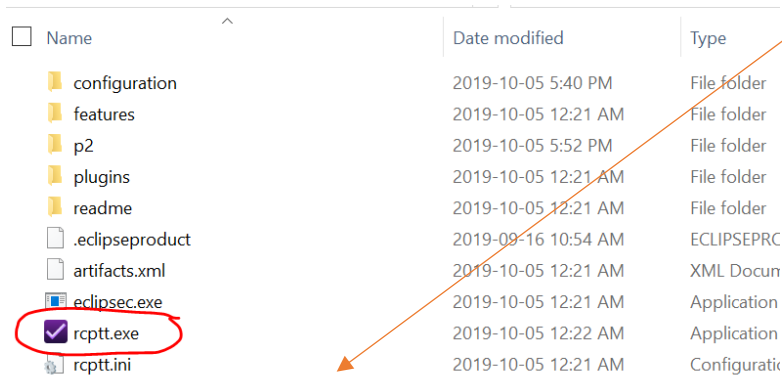 Name Date modified Type
configuration 2019-10-05 5:40 PM File folder
features 2019-10-05 12:21 AM File folder
p2 2019-10-05 5:52 PM File folder
plugins 2019-10-05 12:21 AM File folder
readme 2019-10-05 12:21 AM File folder
.eclipseproduct 2019-09-16 10:54 AM ECLIPSEPRO
artifacts.xml 2019-10-05 12:21 AM XML Docum
eclipsec.exe 2019-10-05 12:21 AM Application
rcptt.exe 2019-10-05 12:22 AM Application
rcptt.ini 2019-10-05 12:21 AM Configuratio